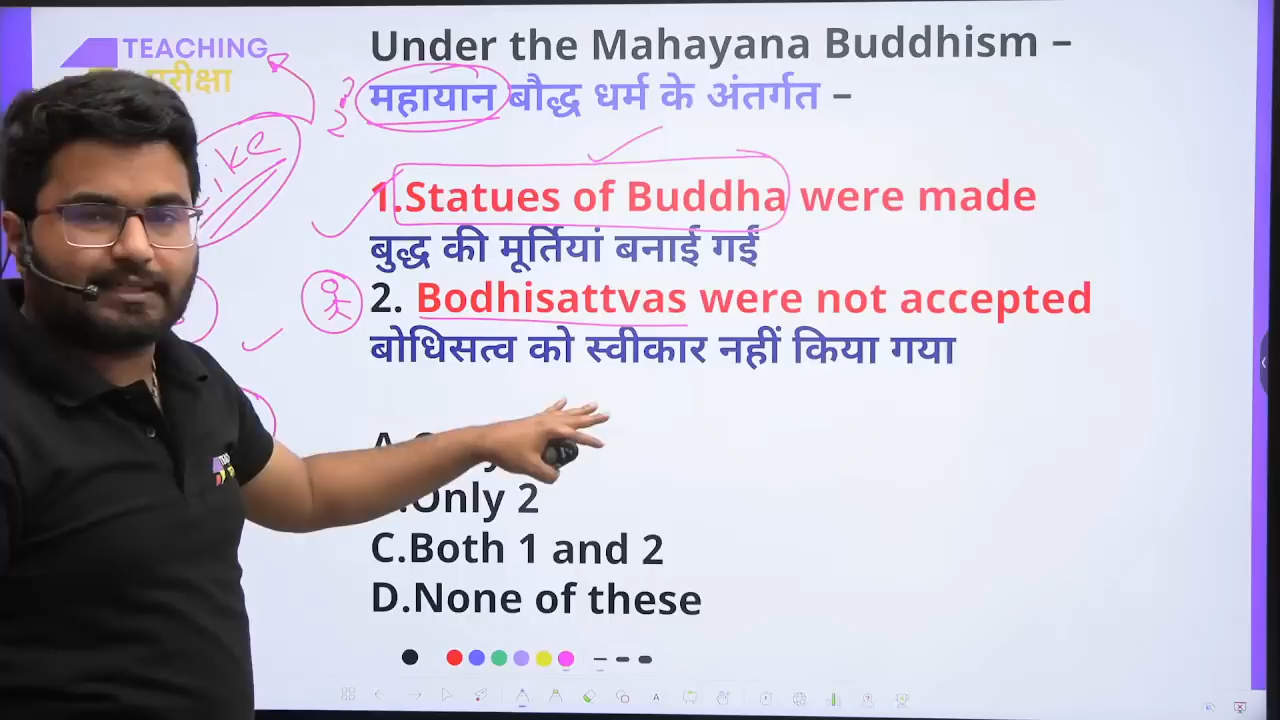 TEACHING
परीक्षा
Under the Mahayana Buddhism –
महायान बौद्ध धर्म के अंतर्गत –
1.Statues of Buddha were made
बुद्ध की मूर्तियां बनाई गईं
2. Bodhisattvas were not accepted
बोधिसत्व को स्वीकार नहीं किया गया
Only 2
C.Both 1 and 2
D.None of these